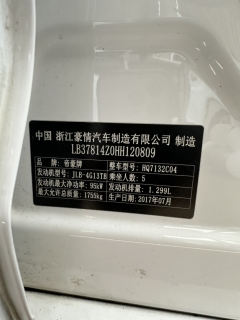 中国 浙江豪情汽车制造有限公司 制造
LB37814Z0HH120809
品牌：帝豪牌 整车型号：HQ7132C04
发动机型号：JLB-4G13TB 乘坐人数：5
发动机最大净功率：95kW 发动机排量：1.299L
最大允许总质量：1755kg 生产日期：2017年07月